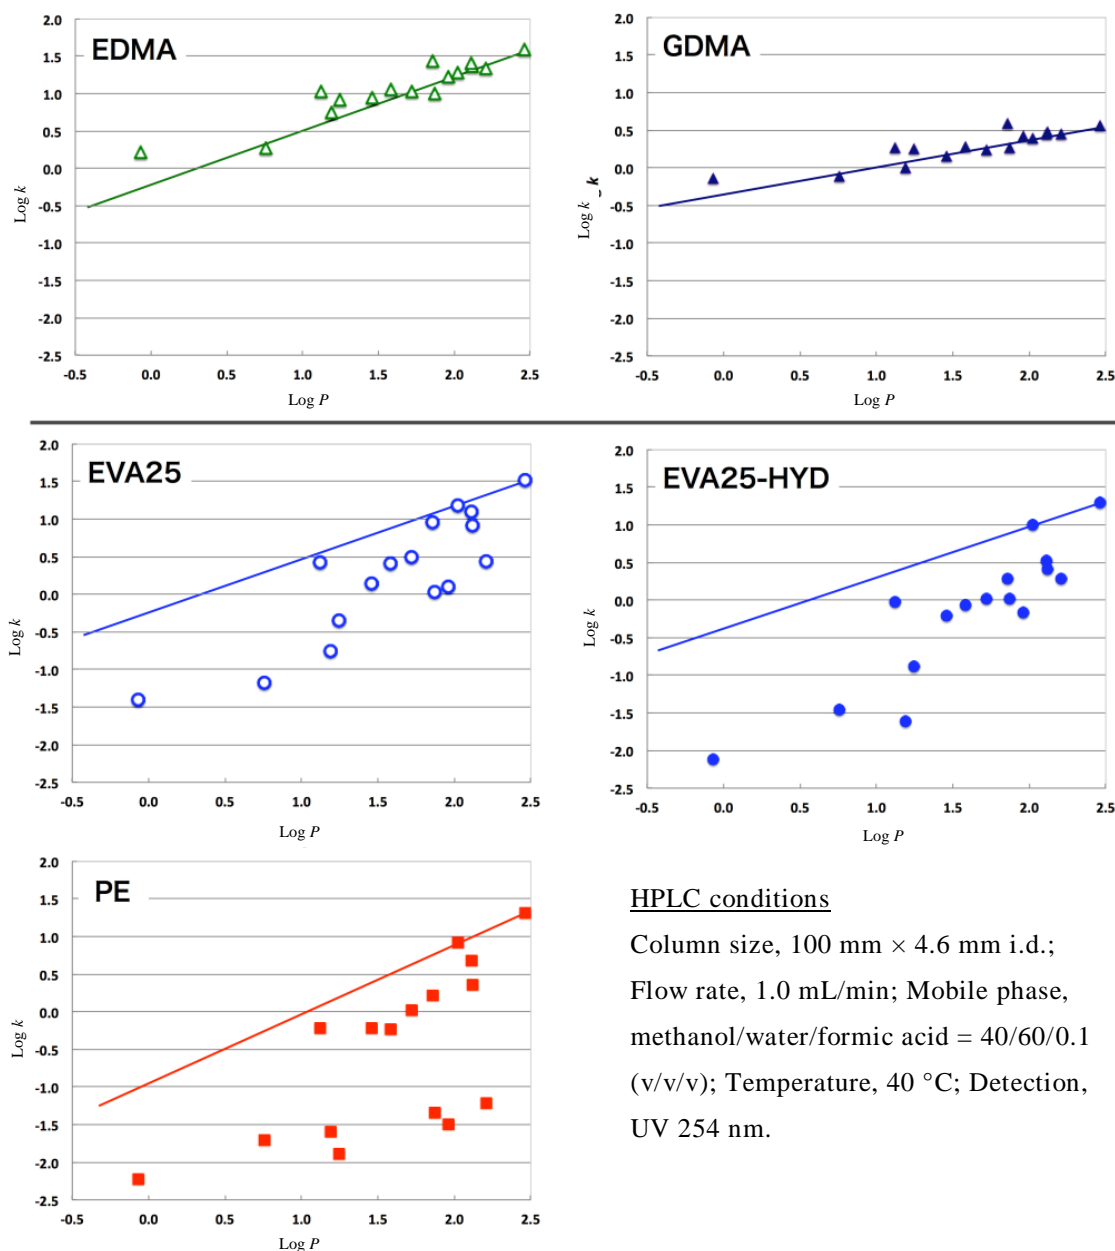 EDMA
2.0
1.5
1.0
0.5
0.0
-0.5
-1.0
-1.5
-2.0
-2.5
Log k
-0.5 0.0 0.5 1.0 1.5 2.0 2.5
Log P
GDMA
2.0
1.5
1.0
0.5
0.0
-0.5
-1.0
-1.5
-2.0
-2.5
Log k
k
-0.5 0.0 0.5 1.0 1.5 2.0 2.5
Log P
EVA25
2.0
1.5
1.0
0.5
0.0
-0.5
-1.0
-1.5
-2.0
-2.5
Log k
-0.5 0.0 0.5 1.0 1.5 2.0 2.5
Log P
EVA25-HYD
2.0
1.5
1.0
0.5
0.0
-0.5
-1.0
-1.5
-2.0
-2.5
Log k
-0.5 0.0 0.5 1.0 1.5 2.0 2.5
Log P
PE
2.0
1.5
1.0
0.5
0.0
-0.5
-1.0
-1.5
-2.0
-2.5
Log k
-0.5 0.0 0.5 1.0 1.5 2.0 2.5
Log P
HPLC conditions
Column size, 100 mm × 4.6 mm i.d.;
Flow rate, 1.0 mL/min; Mobile phase,
methanol/water/formic acid = 40/60/0.1
(v/v/v); Temperature, 40 °C; Detection,
UV 254 nm.